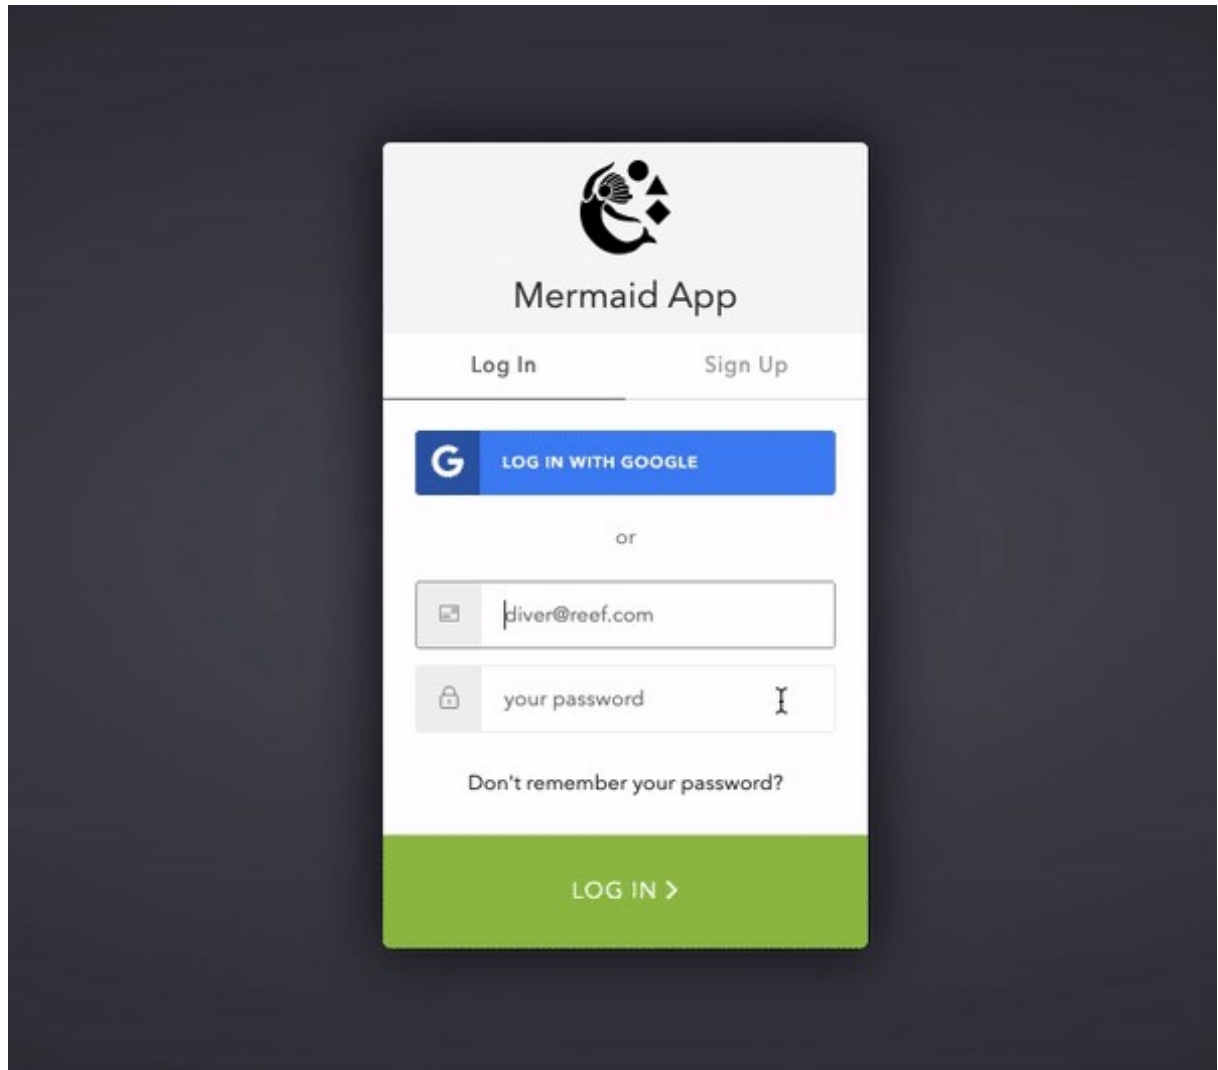 Mermaid App
Log In Sign Up
G LOG IN WITH GOOGLE
or
diver@reef.com
your password
Don't remember your password?
LOG IN >